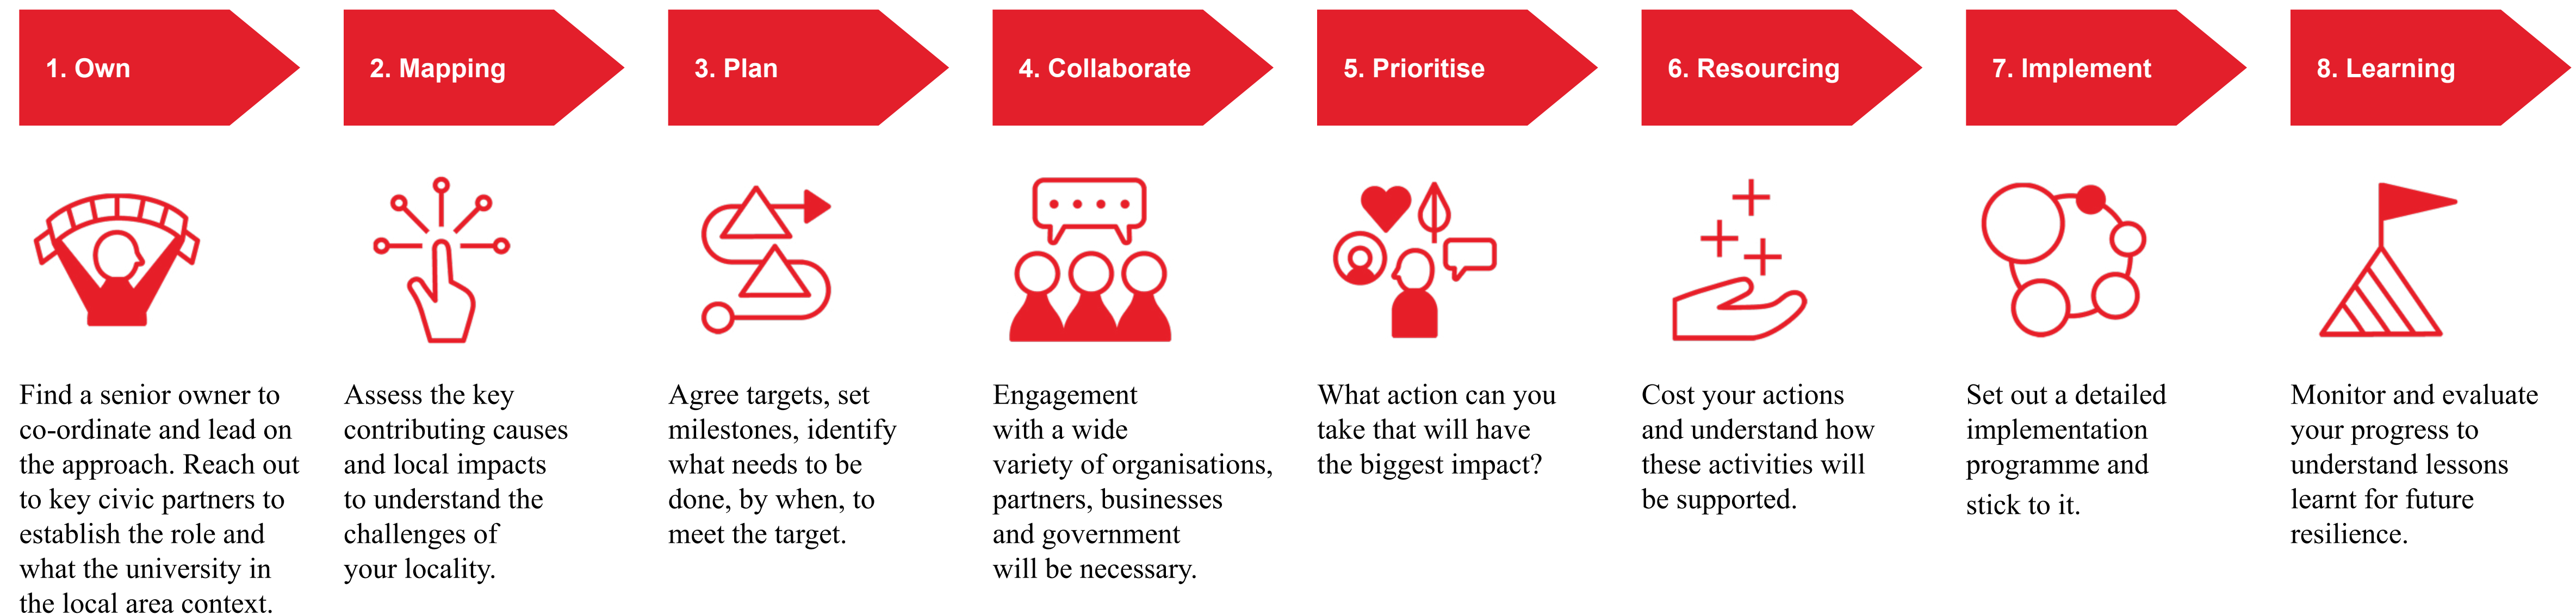 1. Own
Find a senior owner to
co-ordinate and lead on
the approach. Reach out
to key civic partners to
establish the role and
what the university in
the local area context.
2. Mapping
Assess the key
contributing causes
and local impacts
to understand the
challenges of
your locality.
3. Plan
Agree targets, set
milestones, identify
what needs to be
done, by when, to
meet the target.
4. Collaborate
Engagement
with a wide
variety of organisations,
partners, businesses
and government
will be necessary.
5. Prioritise
What action can you
take that will have
the biggest impact?
6. Resourcing
Cost your actions
and understand how
these activities will
be supported.
7. Implement
Set out a detailed
implementation
programme and
stick to it.
8. Learning
Monitor and evaluate
your progress to
understand lessons
learnt for future
resilience.